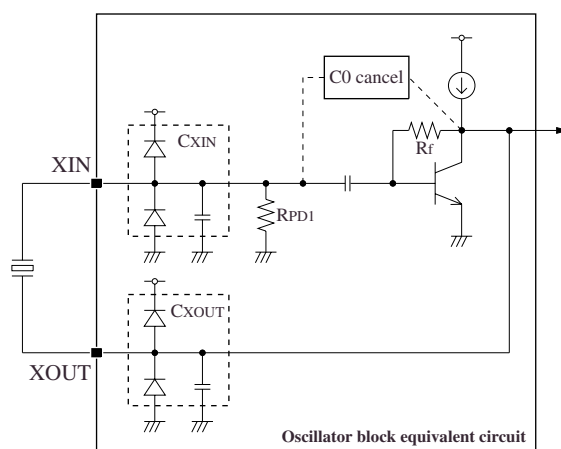 C0 cancel
CXIN
Rf
XIN
RPD1
CXOUT
XOUT
Oscillator block equivalent circuit